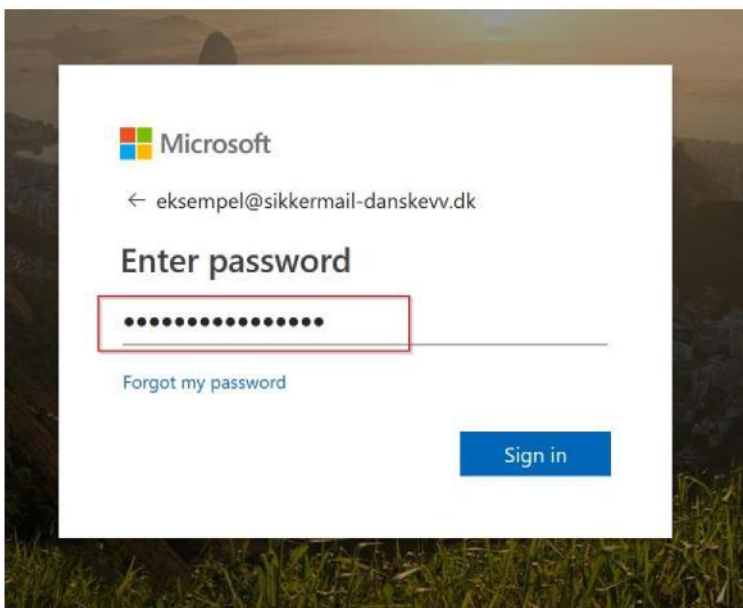 Microsoft
← eksempel@sikkermail-danskevv.dk
Enter password
••••••••••••••••
Forgot my password
Sign in